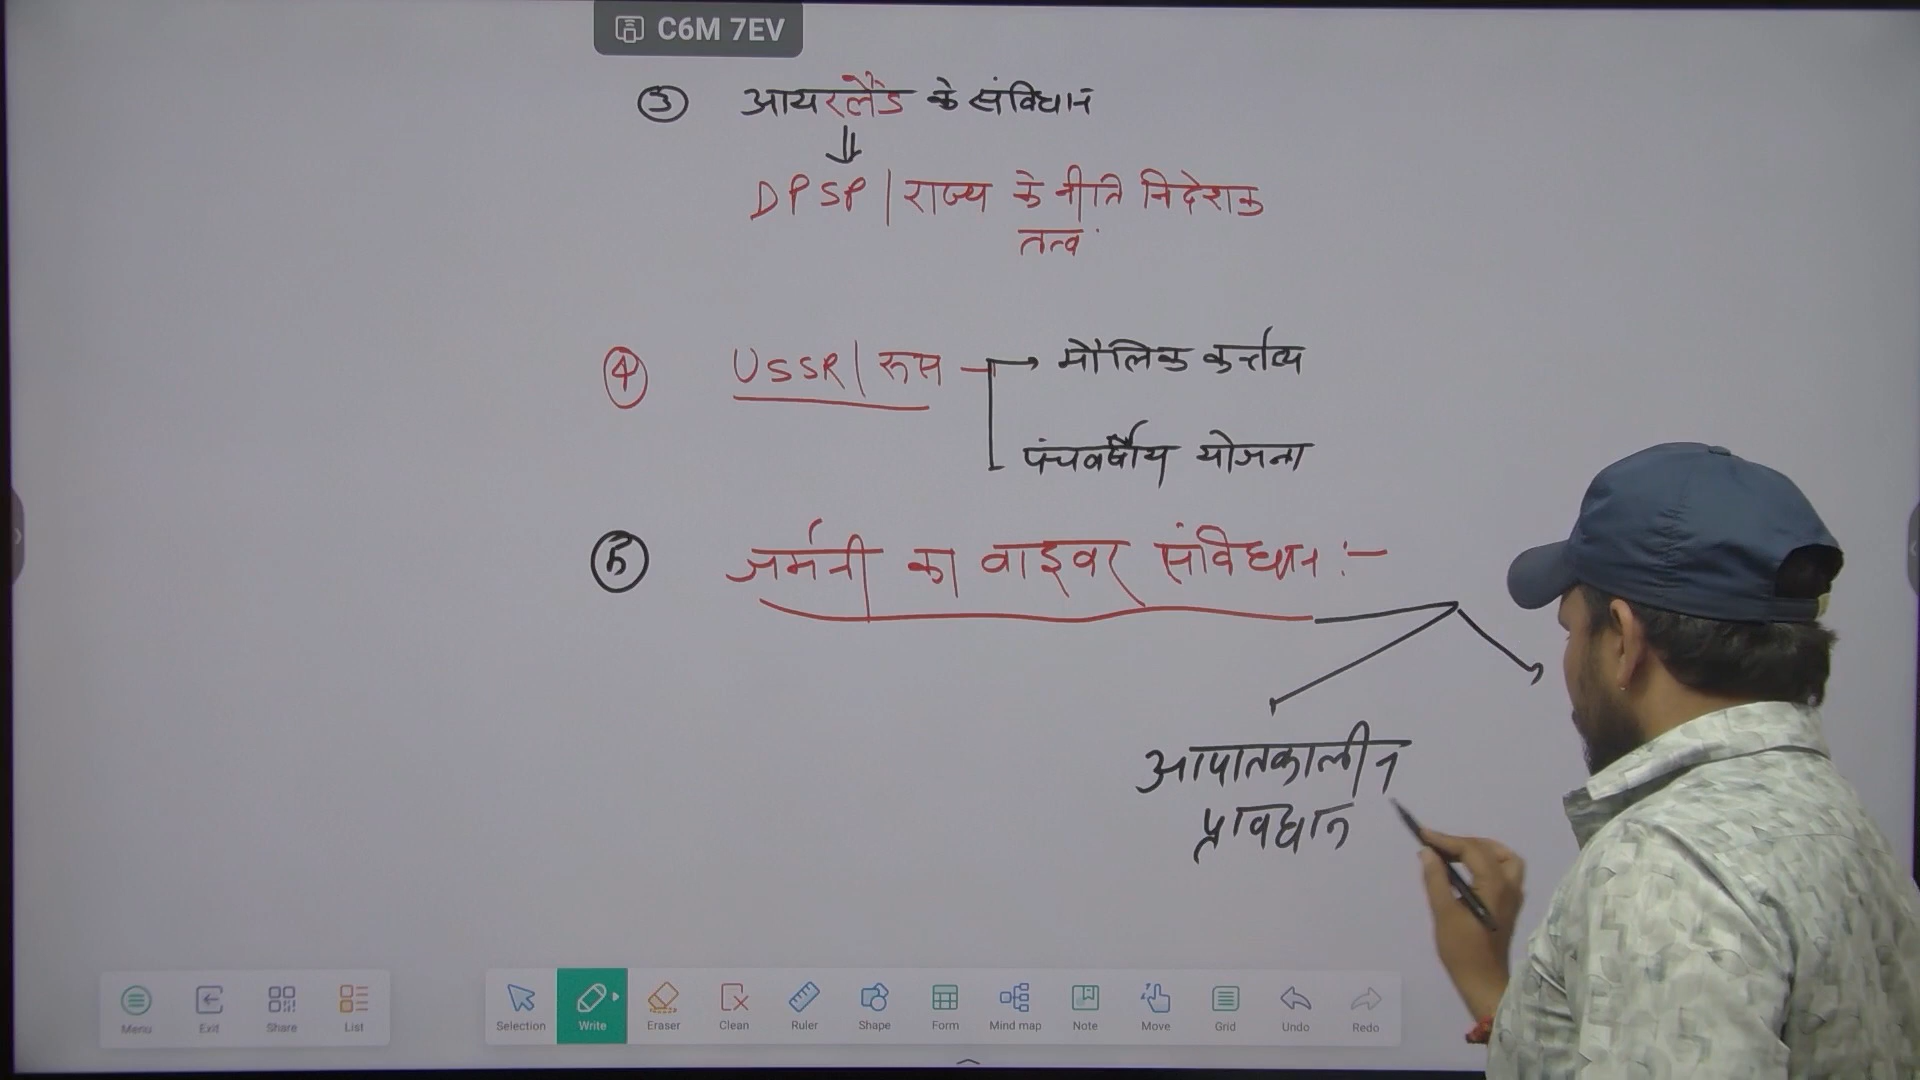 C6M 7EV
③ आयरलैंड के संविधान
⇓
DPSP | राज्य के नीति निदेशक
तत्व
④ USSR | रूस → मौलिक कर्त्तव्य
पंचवर्षीय योजना
⑤ जर्मनी का वाइवर संविधान :-
आपातकालीन
प्रावधान
Menu Exit Share List Selection Write Eraser Clean Ruler Shape Form Mind map Note Move Grid Undo Redo